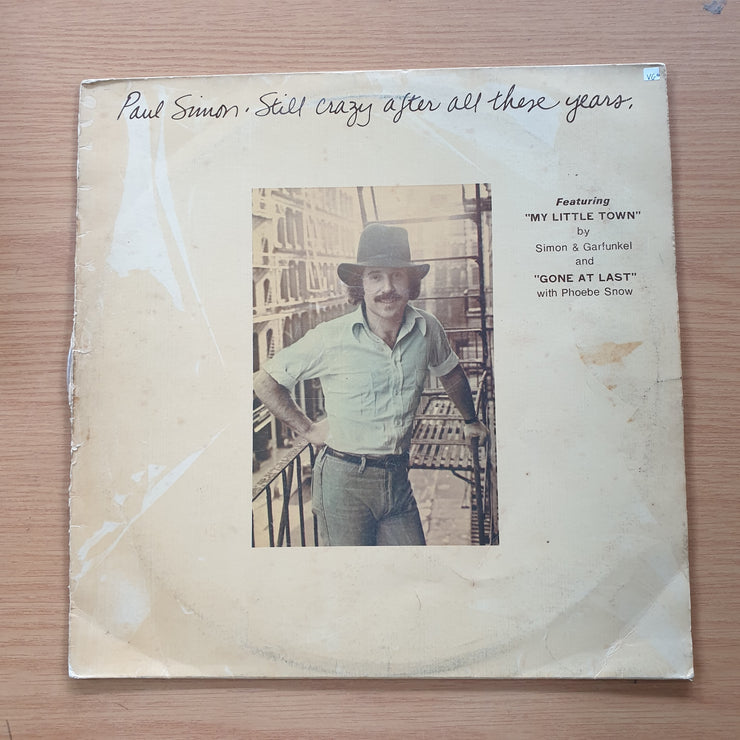 VG+
Paul Simon. Still crazy after all these years.
Featuring
"MY LITTLE TOWN"
by
Simon & Garfunkel
and
"GONE AT LAST"
with Phoebe Snow